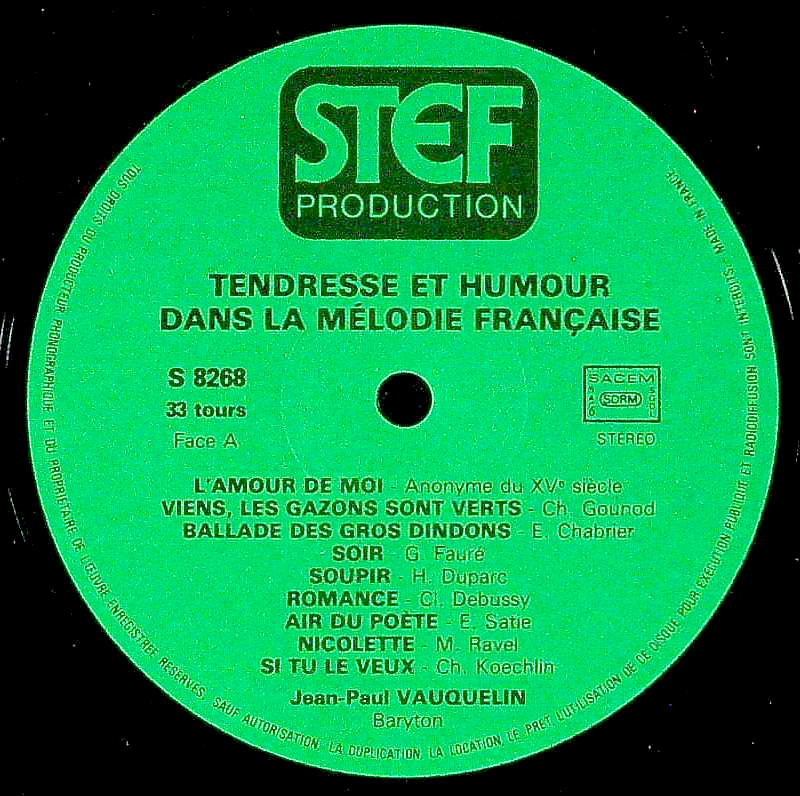 STEF
PRODUCTION
TENDRESSE ET HUMOUR
DANS LA MÉLODIE FRANÇAISE
S 8268
33 tours
Face A
SACEM
SDRM
STEREO
L'AMOUR DE MOI - Anonyme du XVe siècle
VIENS, LES GAZONS SONT VERTS - Ch. Gounod
BALLADE DES GROS DINDONS - E. Chabrier
SOIR - G. Fauré
SOUPIR - H. Duparc
ROMANCE - Cl. Debussy
AIR DU POÈTE - E. Satie
NICOLETTE - M. Ravel
SI TU LE VEUX - Ch. Koechlin
Jean-Paul VAUQUELIN
Baryton
TOUS DROITS DU PRODUCTEUR PHONOGRAPHIQUE ET DU PROPRIÉTAIRE DE L'ŒUVRE ENREGISTRÉE RÉSERVÉS. SAUF AUTORISATION, LA DUPLICATION, LA LOCATION, LE PRET, L'UTILISATION DE DE DISQUE POUR EXÉCUTION PUBLIQUE ET RADIODIFFUSION SONT INTERDITS - MADE IN FRANCE